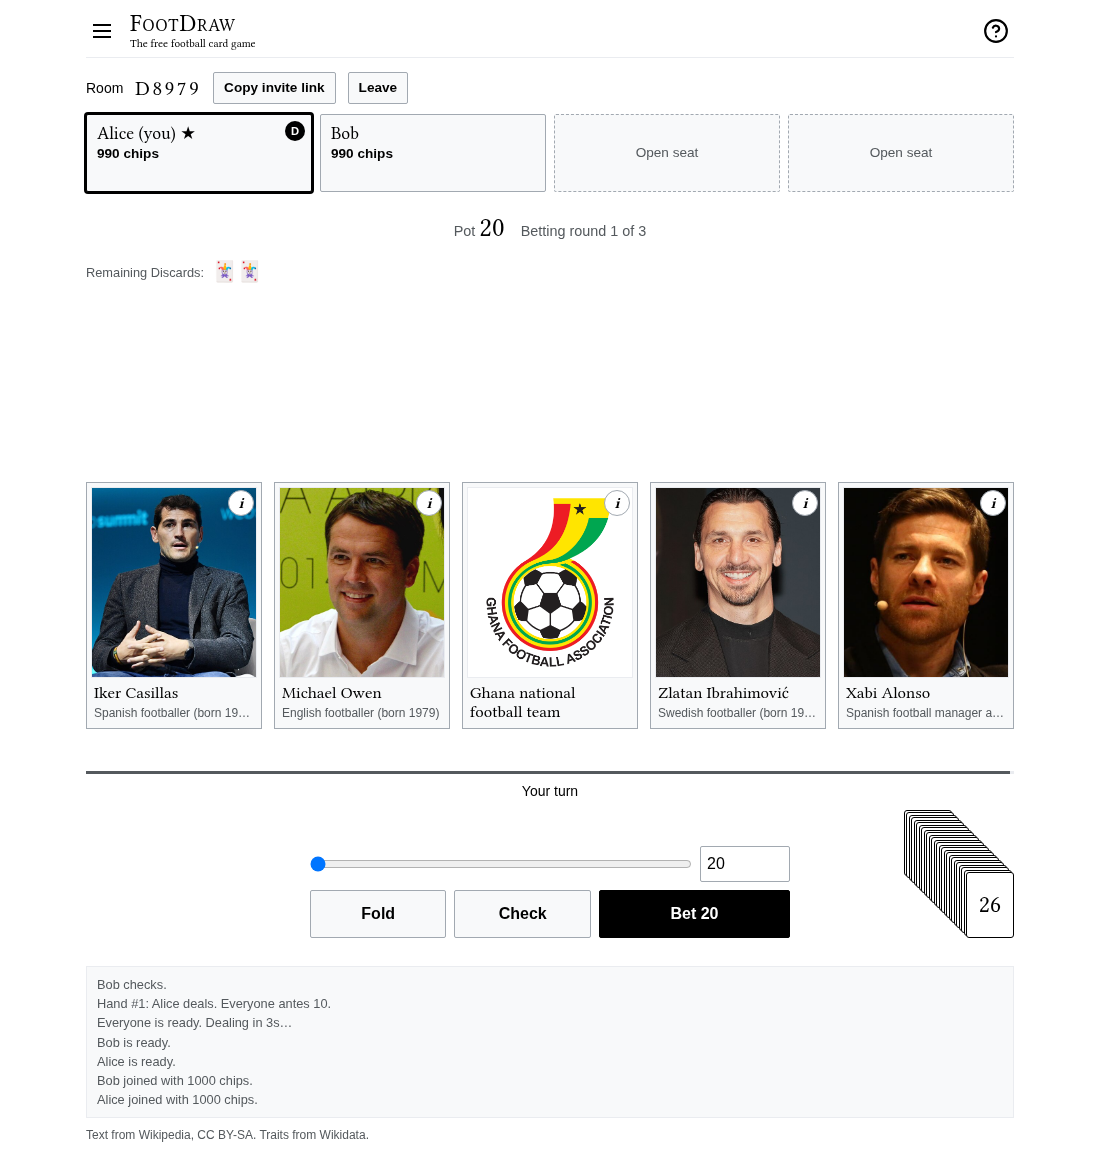 FootDraw
The free football card game
Room D8979 Copy invite link Leave
Alice (you) ★ D
990 chips
Bob
990 chips
Open seat
Open seat
Pot 20 Betting round 1 of 3
Remaining Discards:
i
i
i
i
i
summit
GHANA FOOTBALL ASSOCIATION
Iker Casillas
Spanish footballer (born 19…
Michael Owen
English footballer (born 1979)
Ghana national
football team
Zlatan Ibrahimović
Swedish footballer (born 19…
Xabi Alonso
Spanish football manager a…
Your turn
20
Fold Check Bet 20
26
Bob checks.
Hand #1: Alice deals. Everyone antes 10.
Everyone is ready. Dealing in 3s…
Bob is ready.
Alice is ready.
Bob joined with 1000 chips.
Alice joined with 1000 chips.
Text from Wikipedia, CC BY-SA. Traits from Wikidata.